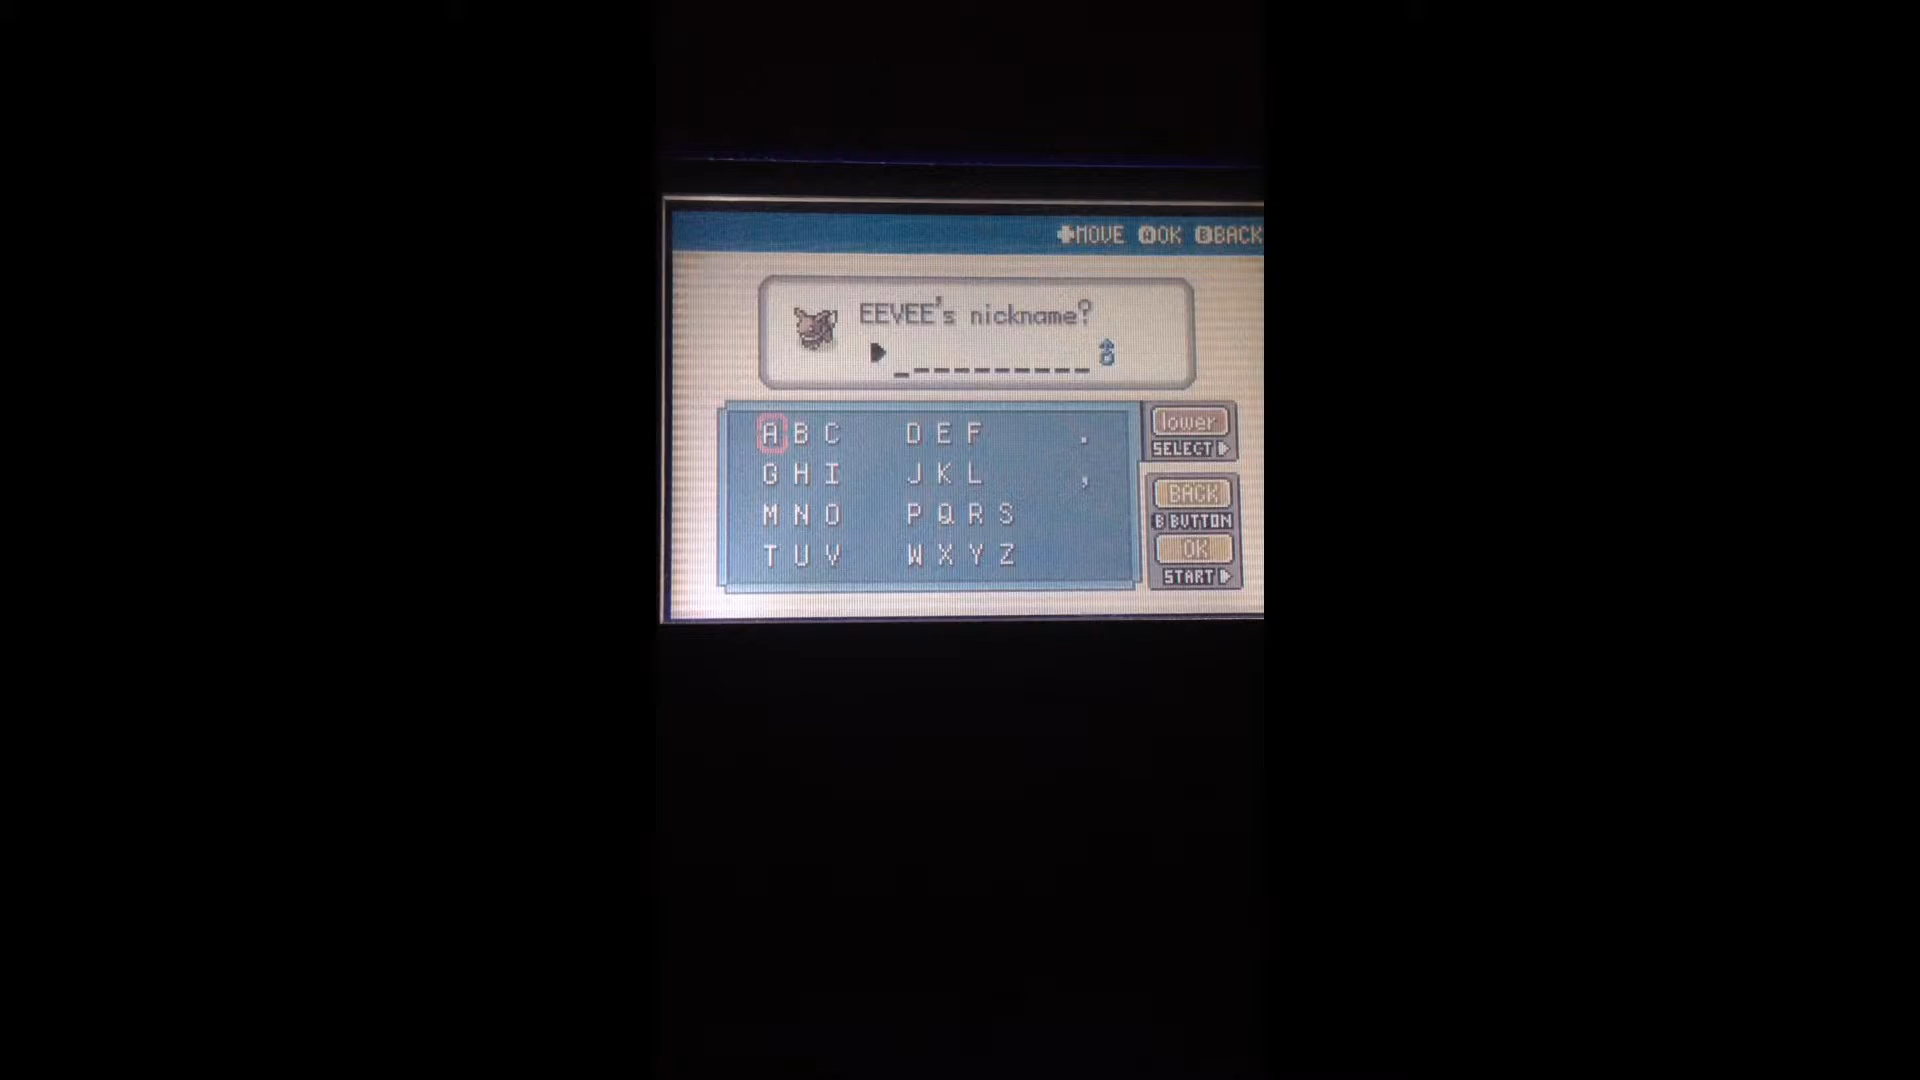 MOVE AOK BBACK
EEVEE's nickname?
A B C D E F .
G H I J K L ,
M N O P Q R S
T U V W X Y Z
lower
SELECT
BACK
B BUTTON
OK
START